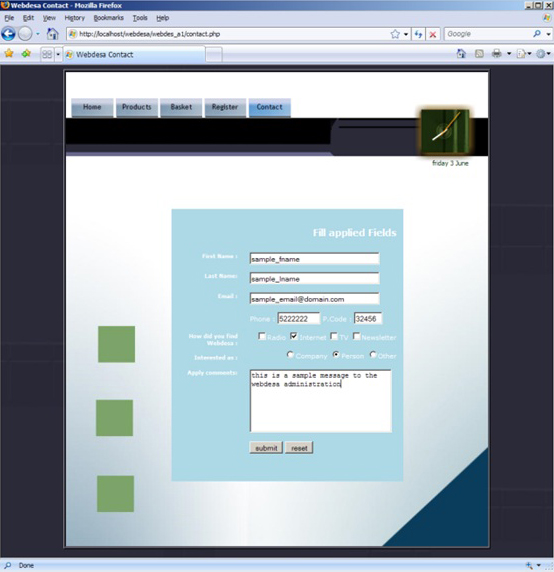 Webdesa Contact - Mozilla Firefox
File Edit View History Bookmarks Tools Help
http://localhost/webdesa/webdes_a1/contact.php
Google
Webdesa Contact
Home Products Basket Register Contact
friday 3 June
Fill applied Fields
First Name : sample_fname
Last Name: sample_lname
Email : sample_email@domain.com
Phone : 5222222 P.Code : 32456
How did you find Webdesa : Radio Internet TV Newsletter
Interested as : Company Person Other
Apply comments: this is a sample message to the
webdesa administration
submit reset
Done